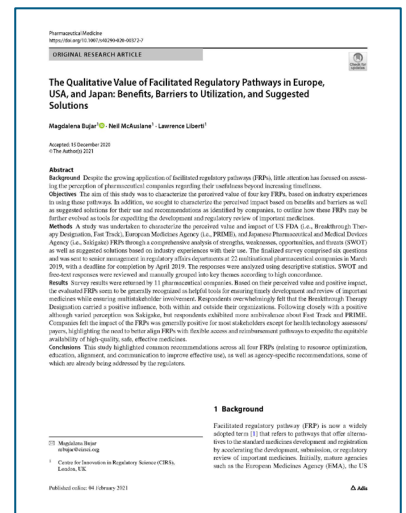 Pharmaceutical Medicine
https://doi.org/10.1007/s40290-020-00372-7
ORIGINAL RESEARCH ARTICLE
The Qualitative Value of Facilitated Regulatory Pathways in Europe,
USA, and Japan: Benefits, Barriers to Utilization, and Suggested
Solutions
Magdalena Bujar¹ · Neil McAuslane¹ · Lawrence Liberti¹
Accepted: 15 December 2020
© The Author(s) 2021
Abstract
Background Despite the growing application of facilitated regulatory pathways (FRPs), little attention has focused on assess-
ing the perception of pharmaceutical companies regarding their usefulness beyond increasing timeliness.
Objectives The aim of this study was to characterize the perceived value of four key FRPs, based on industry experiences
in using these pathways. In addition, we sought to characterize the perceived impact based on benefits and barriers as well
as suggested solutions for their use and recommendations as identified by companies, to outline how these FRPs may be
further evolved as tools for expediting the development and regulatory review of important medicines.
Methods A study was undertaken to characterize the perceived value and impact of US FDA (i.e., Breakthrough Ther-
apy Designation, Fast Track), European Medicines Agency (i.e., PRIME), and Japanese Pharmaceutical and Medical Devices
Agency (i.e., Sakigake) FRPs through a comprehensive analysis of strengths, weaknesses, opportunities, and threats (SWOT)
as well as suggested solutions based on industry experiences with their use. The finalized survey comprised six questions
and was sent to senior management in regulatory affairs departments at 22 multinational pharmaceutical companies in March
2019, with a deadline for completion by April 2019. The responses were analyzed using descriptive statistics. SWOT and
free-text responses were reviewed and manually grouped into key themes according to high concordance.
Results Survey results were returned by 11 pharmaceutical companies. Based on their perceived value and positive impact,
the evaluated FRPs seem to be generally recognized as helpful tools for ensuring timely development and review of important
medicines while ensuring multistakeholder involvement. Respondents overwhelmingly felt that the Breakthrough Therapy
Designation carried a positive influence, both within and outside their organizations. Following closely with a positive
although varied perception was Sakigake, but respondents exhibited more ambivalence about Fast Track and PRIME.
Companies felt the impact of the FRPs was generally positive for most stakeholders except for health technology assessors/
payers, highlighting the need to better align FRPs with flexible access and reimbursement pathways to expedite the equitable
availability of high-quality, safe, effective medicines.
Conclusions This study highlighted common recommendations across all four FRPs (relating to resource optimization,
education, alignment, and communication to improve effective use), as well as agency-specific recommendations, some of
which are already being addressed by the regulators.
1 Background
Facilitated regulatory pathway (FRP) is now a widely
adopted term [1] that refers to pathways that offer alterna-
tives to the standard medicines development and registration
by accelerating the development, submission, or regulatory
review of important medicines. Initially, mature agencies
such as the European Medicines Agency (EMA), the US
Magdalena Bujar
mbujar@cirsci.org
¹ Centre for Innovation in Regulatory Science (CIRS),
London, UK
Published online: 04 February 2021
Adis